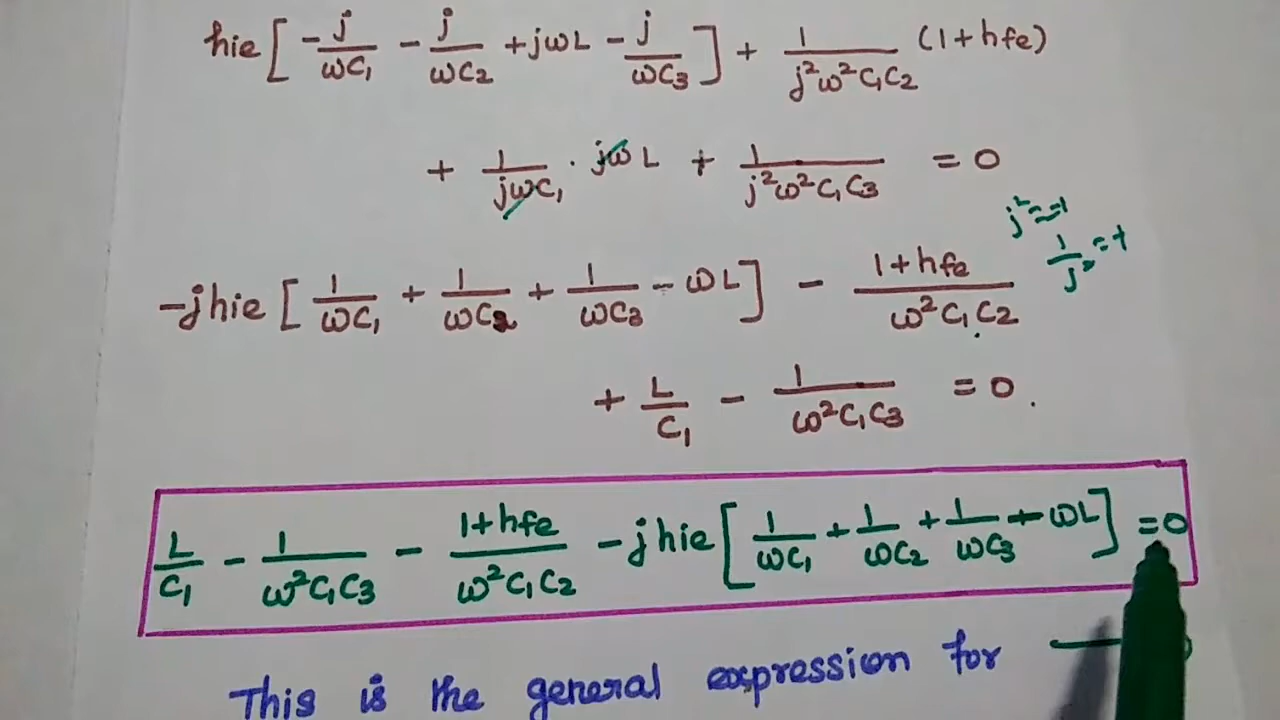 hie [ -j/ωC₁ - j/ωC₂ + jωL - j/ωC₃ ] + 1/(j²ω²C₁C₂) (1+hfe)
+ 1/(jωC₁) · jωL + 1/(j²ω²C₁C₃) = 0
j² = -1
1/j² = -1
-jhie [ 1/ωC₁ + 1/ωC₂ + 1/ωC₃ - ωL ] - (1+hfe)/(ω²C₁C₂)
+ L/C₁ - 1/(ω²C₁C₃) = 0.
L/C₁ - 1/(ω²C₁C₃) - (1+hfe)/(ω²C₁C₂) - jhie [ 1/ωC₁ + 1/ωC₂ + 1/ωC₃ + ωL ] = 0
This is the general expression for